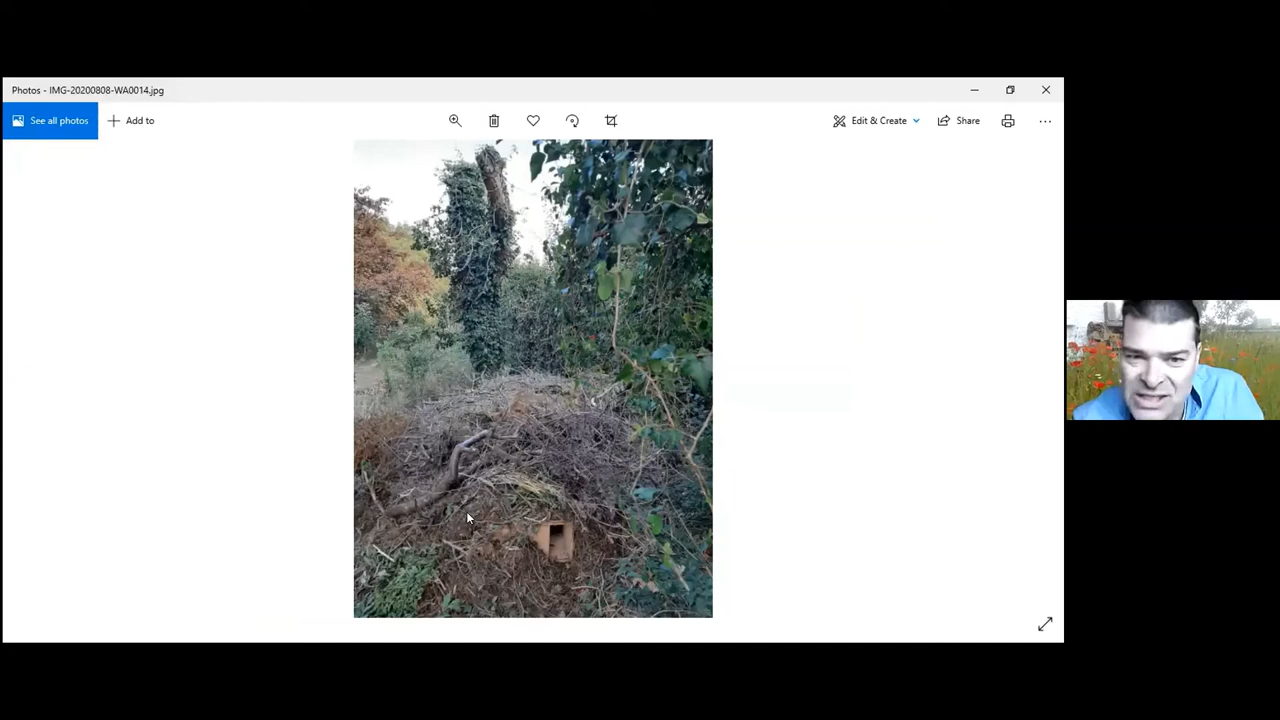 Photos - IMG-20200808-WA0014.jpg
See all photos
Add to
Edit & Create
Share